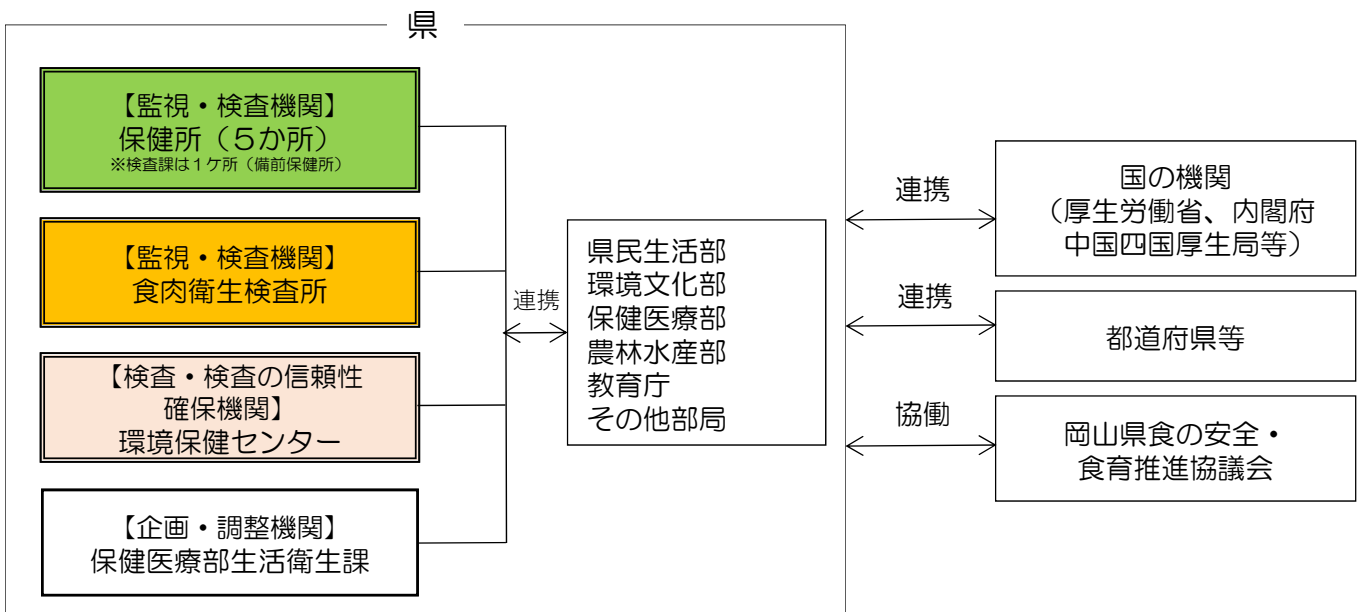 県
【監視・検査機関】
保健所（５か所）
※検査課は１ケ所（備前保健所）
【監視・検査機関】
食肉衛生検査所
【検査・検査の信頼性
確保機関】
環境保健センター
【企画・調整機関】
保健医療部生活衛生課
連携
県民生活部
環境文化部
保健医療部
農林水産部
教育庁
その他部局
連携
国の機関
（厚生労働省、内閣府
中国四国厚生局等）
連携
都道府県等
協働
岡山県食の安全・
食育推進協議会